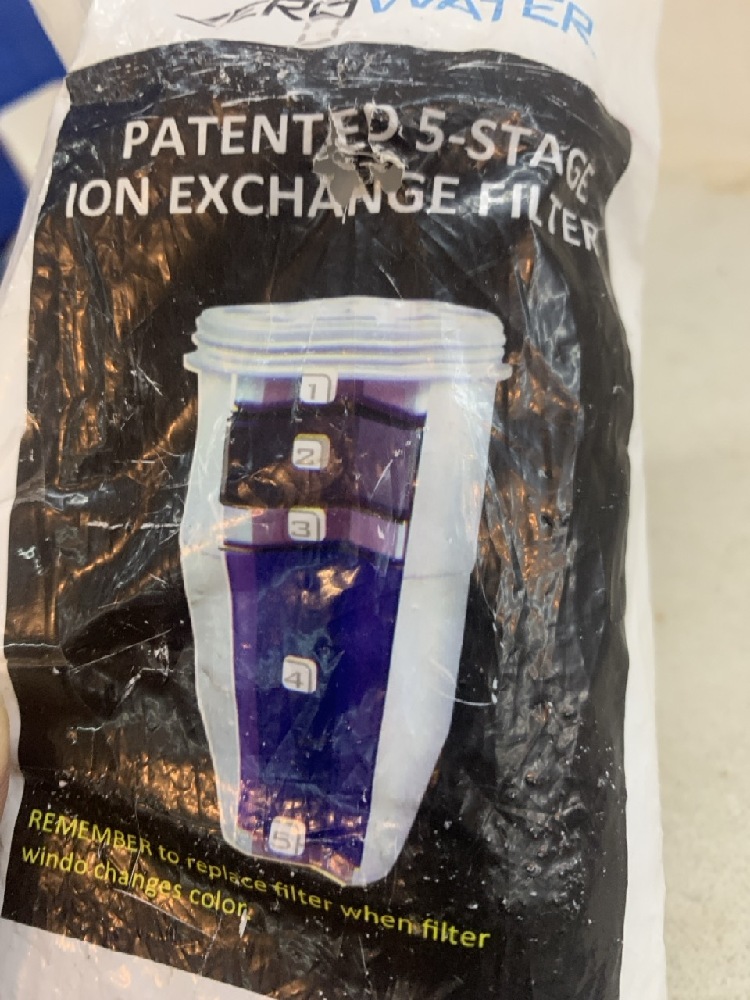 ZEROWATER
PATENTED 5-STAGE
ION EXCHANGE FILTER
1
2
3
4
5
REMEMBER to replace filter when filter
windo changes color.